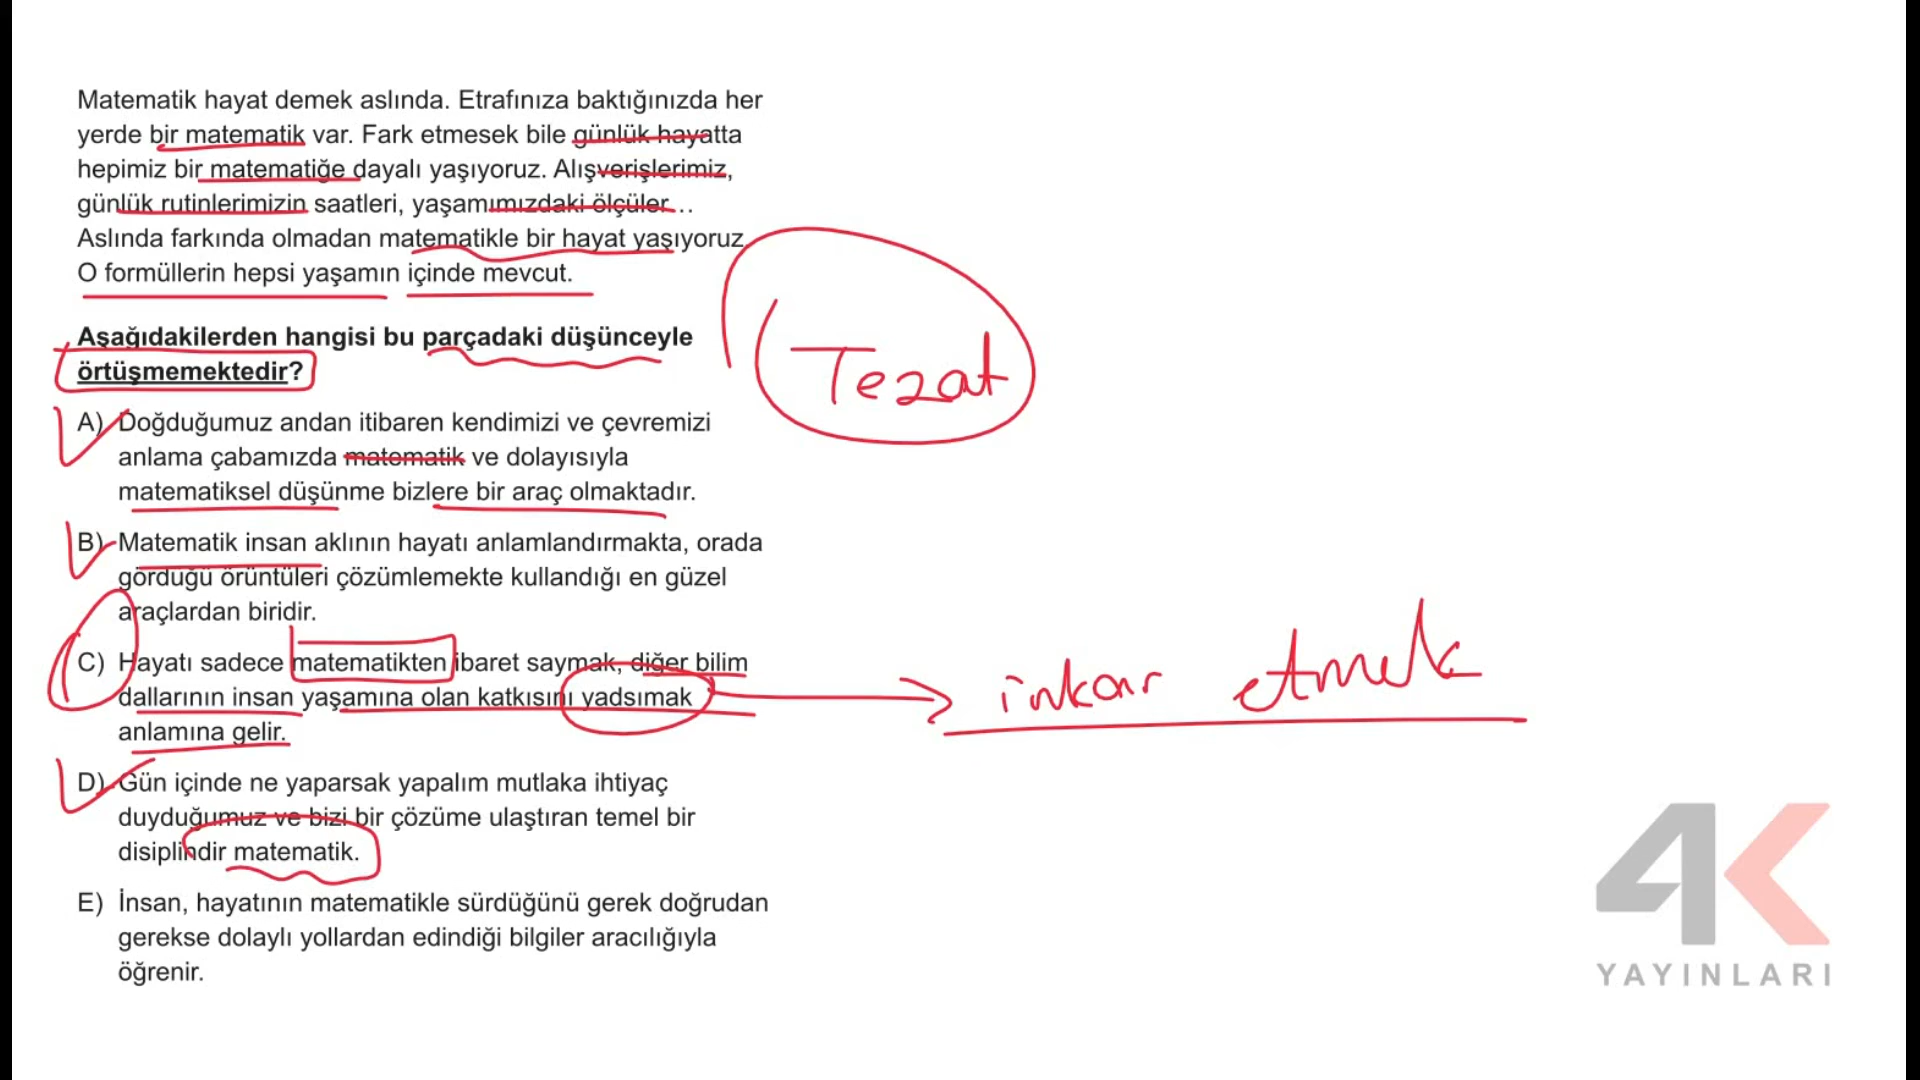 Matematik hayat demek aslında. Etrafınıza baktığınızda her
yerde bir matematik var. Fark etmesek bile günlük hayatta
hepimiz bir matematiğe dayalı yaşıyoruz. Alışverişlerimiz,
günlük rutinlerimizin saatleri, yaşamımızdaki ölçüler…
Aslında farkında olmadan matematikle bir hayat yaşıyoruz.
O formüllerin hepsi yaşamın içinde mevcut.
Aşağıdakilerden hangisi bu parçadaki düşünceyle
örtüşmemektedir?
Tezat
A) Doğduğumuz andan itibaren kendimizi ve çevremizi
anlama çabamızda matematik ve dolayısıyla
matematiksel düşünme bizlere bir araç olmaktadır.
B) Matematik insan aklının hayatı anlamlandırmakta, orada
gördüğü örüntüleri çözümlemekte kullandığı en güzel
araçlardan biridir.
C) Hayatı sadece matematikten ibaret saymak, diğer bilim
dallarının insan yaşamına olan katkısını yadsımak
anlamına gelir.
inkar etmek
D) Gün içinde ne yaparsak yapalım mutlaka ihtiyaç
duyduğumuz ve bizi bir çözüme ulaştıran temel bir
disiplindir matematik.
E) İnsan, hayatının matematikle sürdüğünü gerek doğrudan
gerekse dolaylı yollardan edindiği bilgiler aracılığıyla
öğrenir.
4K
YAYINLARI